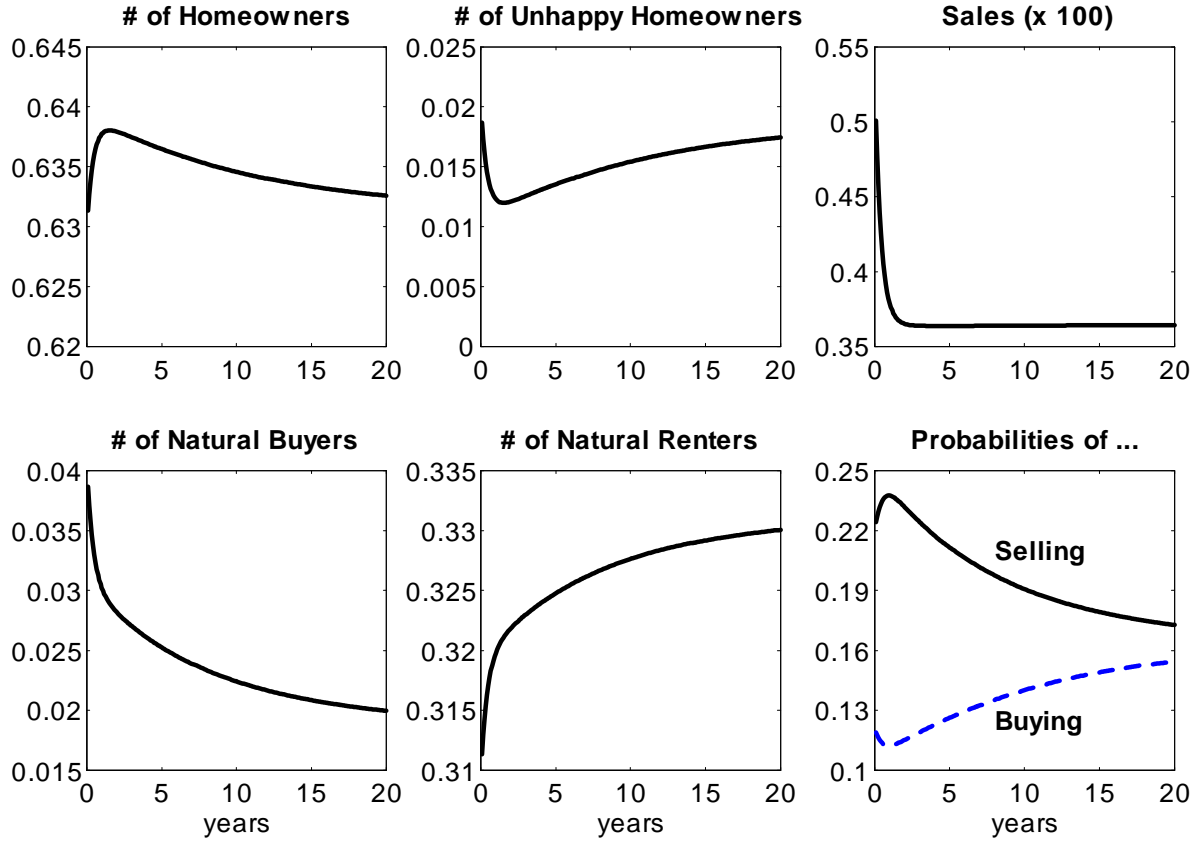 # of Homeowners
# of Unhappy Homeowners
Sales (x 100)
0.645
0.64
0.635
0.63
0.625
0.62
0 5 10 15 20
0.025
0.02
0.015
0.01
0.005
0
0 5 10 15 20
0.55
0.5
0.45
0.4
0.35
0 5 10 15 20
# of Natural Buyers
# of Natural Renters
Probabilities of ...
0.04
0.035
0.03
0.025
0.02
0.015
0 5 10 15 20
years
0.335
0.33
0.325
0.32
0.315
0.31
0 5 10 15 20
years
0.25
0.22
0.19
0.16
0.13
0.1
Selling
Buying
0 5 10 15 20
years